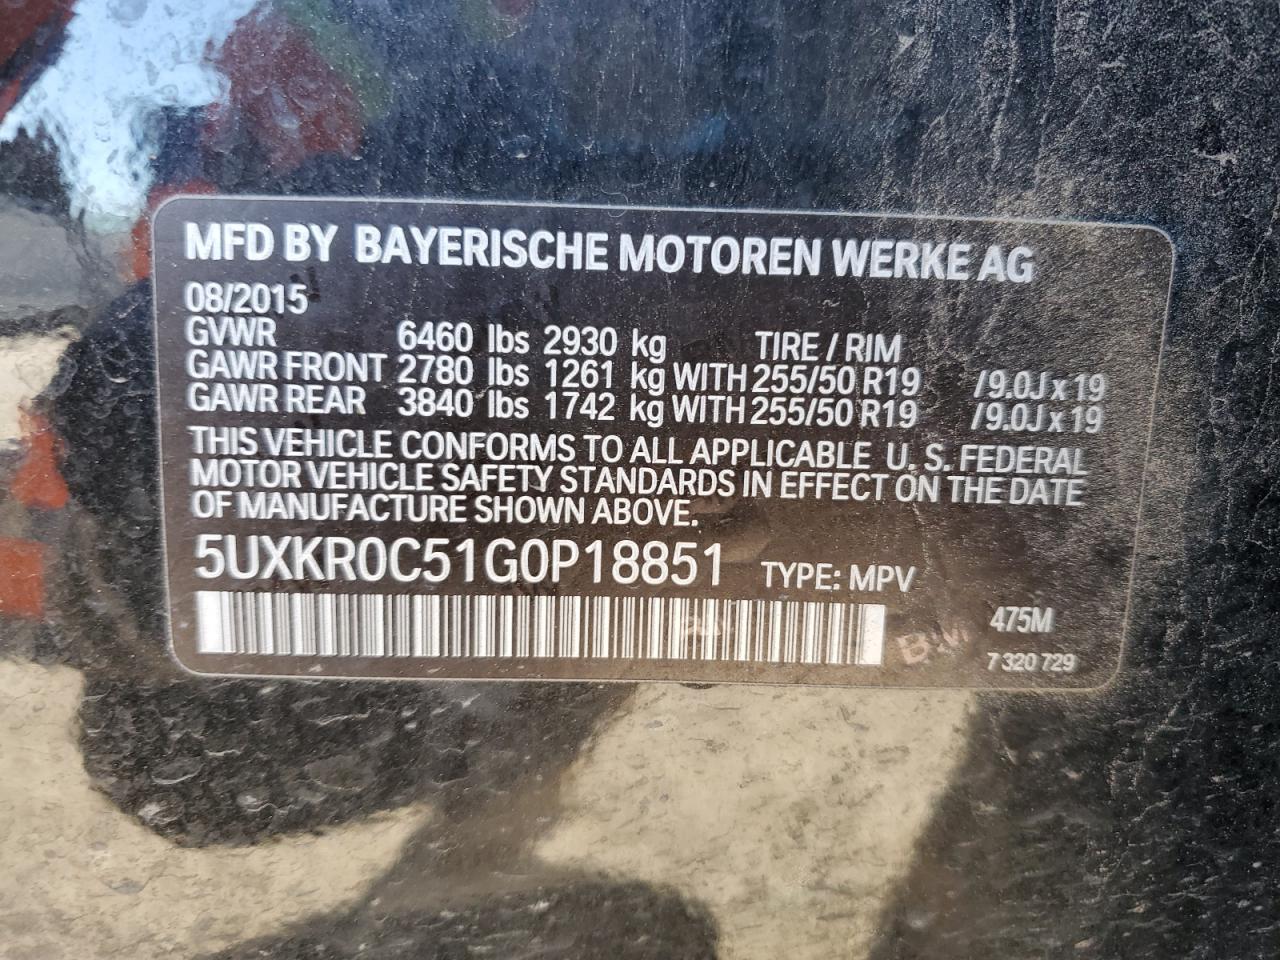 MFD BY BAYERISCHE MOTOREN WERKE AG
08/2015
GVWR 6460 lbs 2930 kg TIRE / RIM
GAWR FRONT 2780 lbs 1261 kg WITH 255/50 R19 /9.0J x 19
GAWR REAR 3840 lbs 1742 kg WITH 255/50 R19 /9.0J x 19
THIS VEHICLE CONFORMS TO ALL APPLICABLE U. S. FEDERAL
MOTOR VEHICLE SAFETY STANDARDS IN EFFECT ON THE DATE
OF MANUFACTURE SHOWN ABOVE.
5UXKR0C51G0P18851 TYPE: MPV
475M
7 320 729